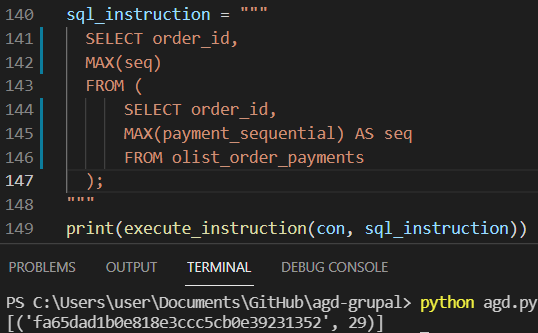 140 sql_instruction = """
141 SELECT order_id,
142 MAX(seq)
143 FROM (
144 SELECT order_id,
145 MAX(payment_sequential) AS seq
146 FROM olist_order_payments
147 );
148 """
149 print(execute_instruction(con, sql_instruction))
PROBLEMS OUTPUT TERMINAL DEBUG CONSOLE
PS C:\Users\user\Documents\GitHub\agd-grupal> python agd.py
[('fa65dad1b0e818e3ccc5cb0e39231352', 29)]